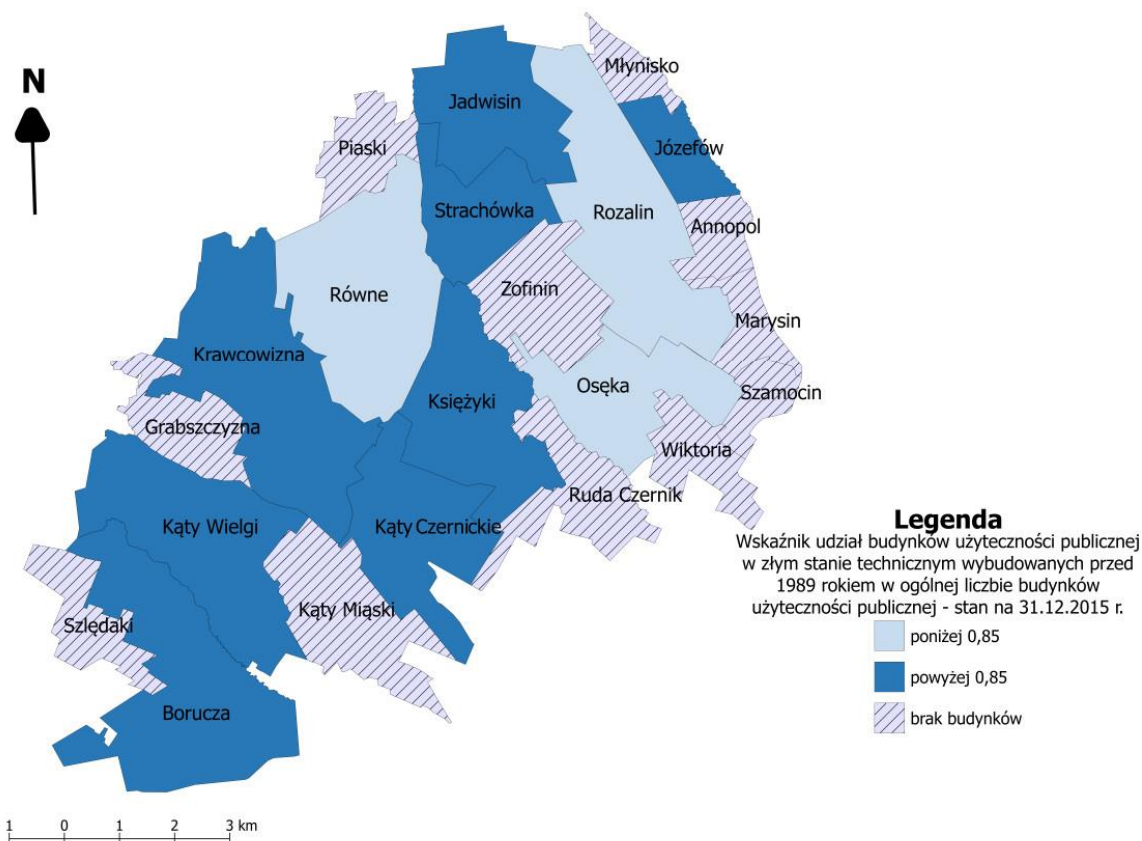 N
Młynisko
Jadwisin
Piaski
Józefów
Strachówka
Rozalin
Annopol
Równe
Zofinin
Marysin
Krawcowizna
Osęka
Szamocin
Księżyki
Grabszczyzna
Wiktoria
Ruda Czernik
Kąty Wielgi
Kąty Czernickie
Kąty Miąski
Szlędaki
Borucza
Legenda
Wskaźnik udział budynków użyteczności publicznej
w złym stanie technicznym wybudowanych przed
1989 rokiem w ogólnej liczbie budynków
użyteczności publicznej - stan na 31.12.2015 r.
poniżej 0,85
powyżej 0,85
brak budynków
1 0 1 2 3 km